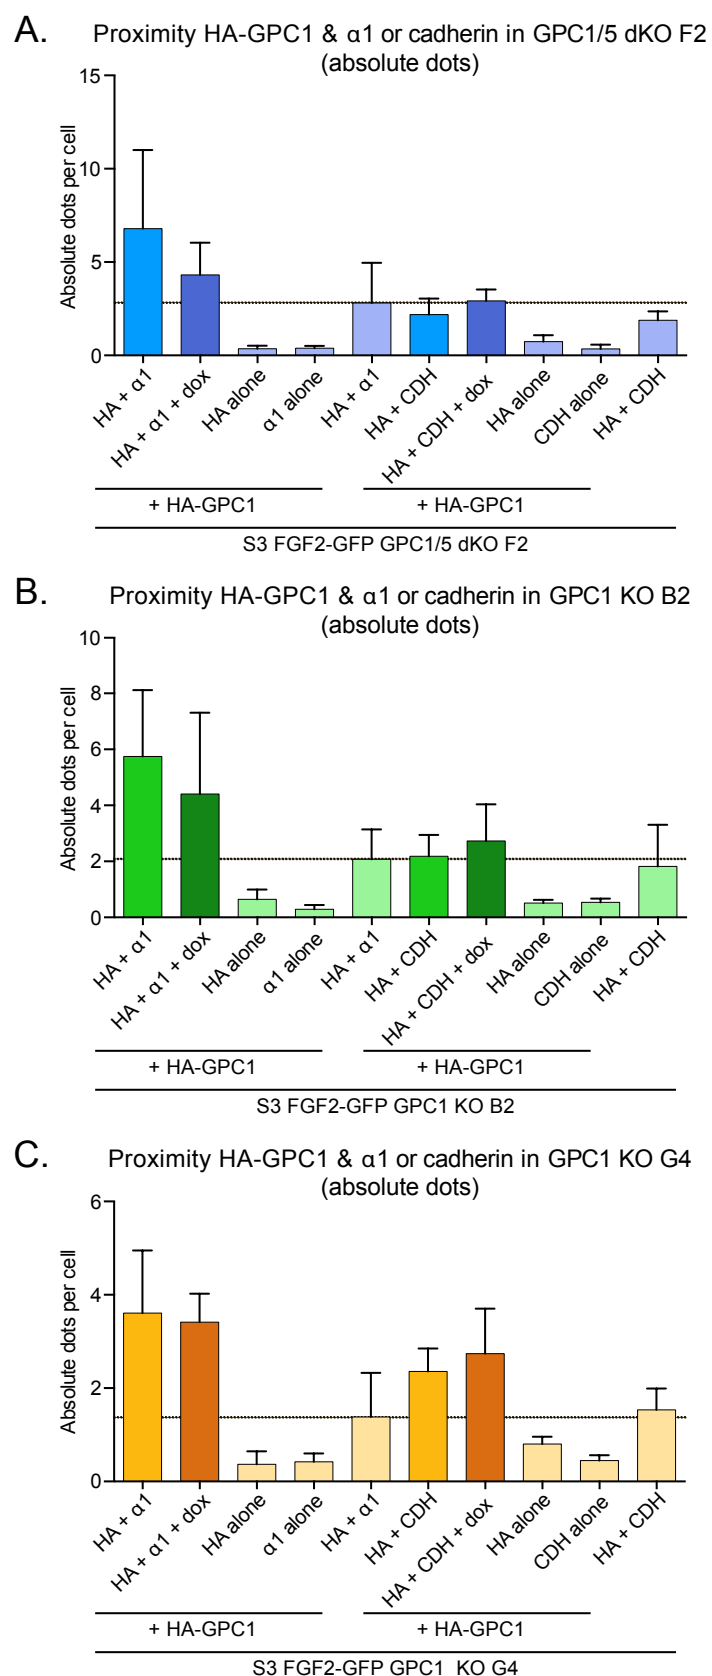 A. Proximity HA-GPC1 & α1 or cadherin in GPC1/5 dKO F2
(absolute dots)
Absolute dots per cell
15
10
5
0
HA + α1
HA + α1 + dox
HA alone
α1 alone
HA + α1
HA + CDH
HA + CDH + dox
HA alone
CDH alone
HA + CDH
+ HA-GPC1
+ HA-GPC1
S3 FGF2-GFP GPC1/5 dKO F2
B. Proximity HA-GPC1 & α1 or cadherin in GPC1 KO B2
(absolute dots)
Absolute dots per cell
10
8
6
4
2
0
HA + α1
HA + α1 + dox
HA alone
α1 alone
HA + α1
HA + CDH
HA + CDH + dox
HA alone
CDH alone
HA + CDH
+ HA-GPC1
+ HA-GPC1
S3 FGF2-GFP GPC1 KO B2
C. Proximity HA-GPC1 & α1 or cadherin in GPC1 KO G4
(absolute dots)
Absolute dots per cell
6
4
2
0
HA + α1
HA + α1 + dox
HA alone
α1 alone
HA + α1
HA + CDH
HA + CDH + dox
HA alone
CDH alone
HA + CDH
+ HA-GPC1
+ HA-GPC1
S3 FGF2-GFP GPC1 KO G4